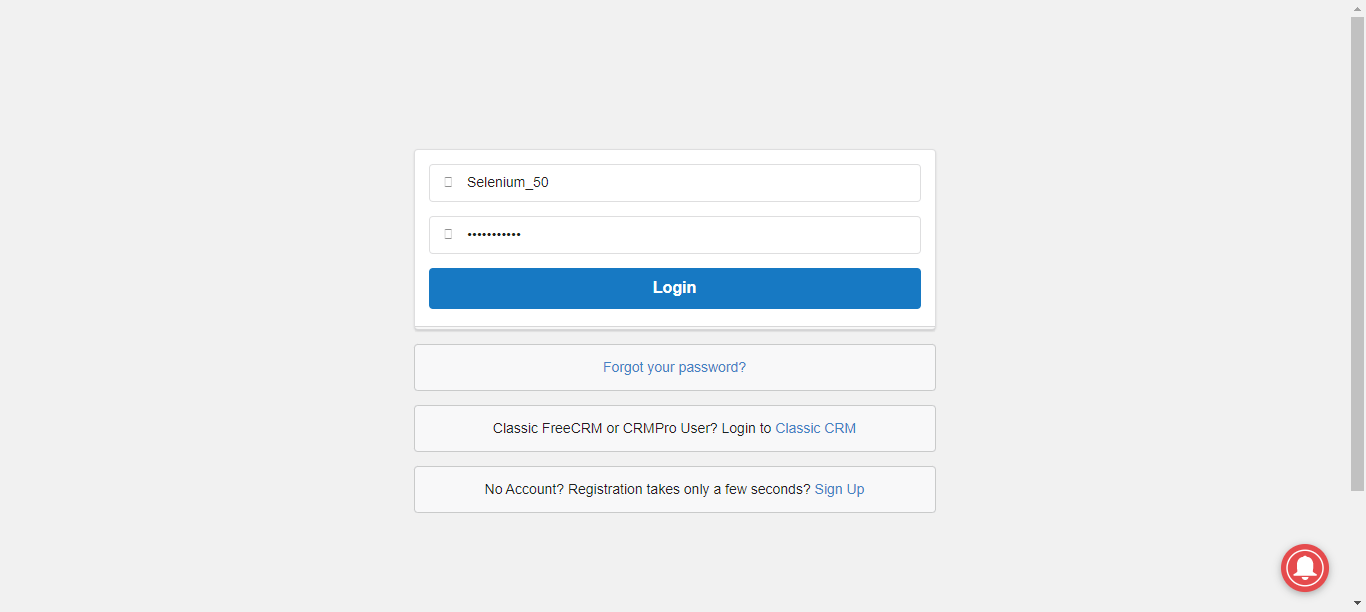 Selenium_50
•••••••••••
Login
Forgot your password?
Classic FreeCRM or CRMPro User? Login to Classic CRM
No Account? Registration takes only a few seconds? Sign Up